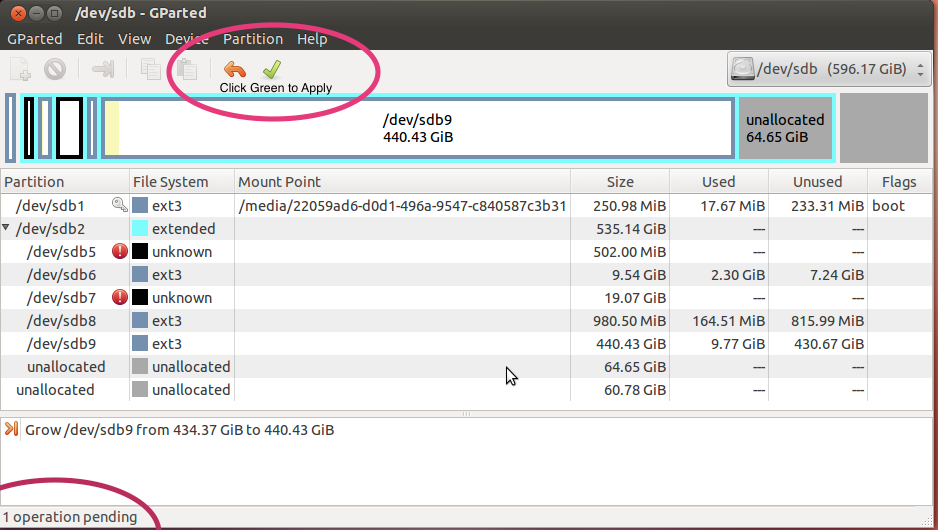 /dev/sdb - GParted
GParted Edit View Device Partition Help
Click Green to Apply
/dev/sdb (596.17 GiB)
/dev/sdb9
440.43 GiB
unallocated
64.65 GiB
Partition File System Mount Point Size Used Unused Flags
/dev/sdb1 ext3 /media/22059ad6-d0d1-496a-9547-c840587c3b31 250.98 MiB 17.67 MiB 233.31 MiB boot
/dev/sdb2 extended 535.14 GiB --- ---
/dev/sdb5 unknown 502.00 MiB --- ---
/dev/sdb6 ext3 9.54 GiB 2.30 GiB 7.24 GiB
/dev/sdb7 unknown 19.07 GiB --- ---
/dev/sdb8 ext3 980.50 MiB 164.51 MiB 815.99 MiB
/dev/sdb9 ext3 440.43 GiB 9.77 GiB 430.67 GiB
unallocated unallocated 64.65 GiB --- ---
unallocated unallocated 60.78 GiB --- ---
Grow /dev/sdb9 from 434.37 GiB to 440.43 GiB
1 operation pending